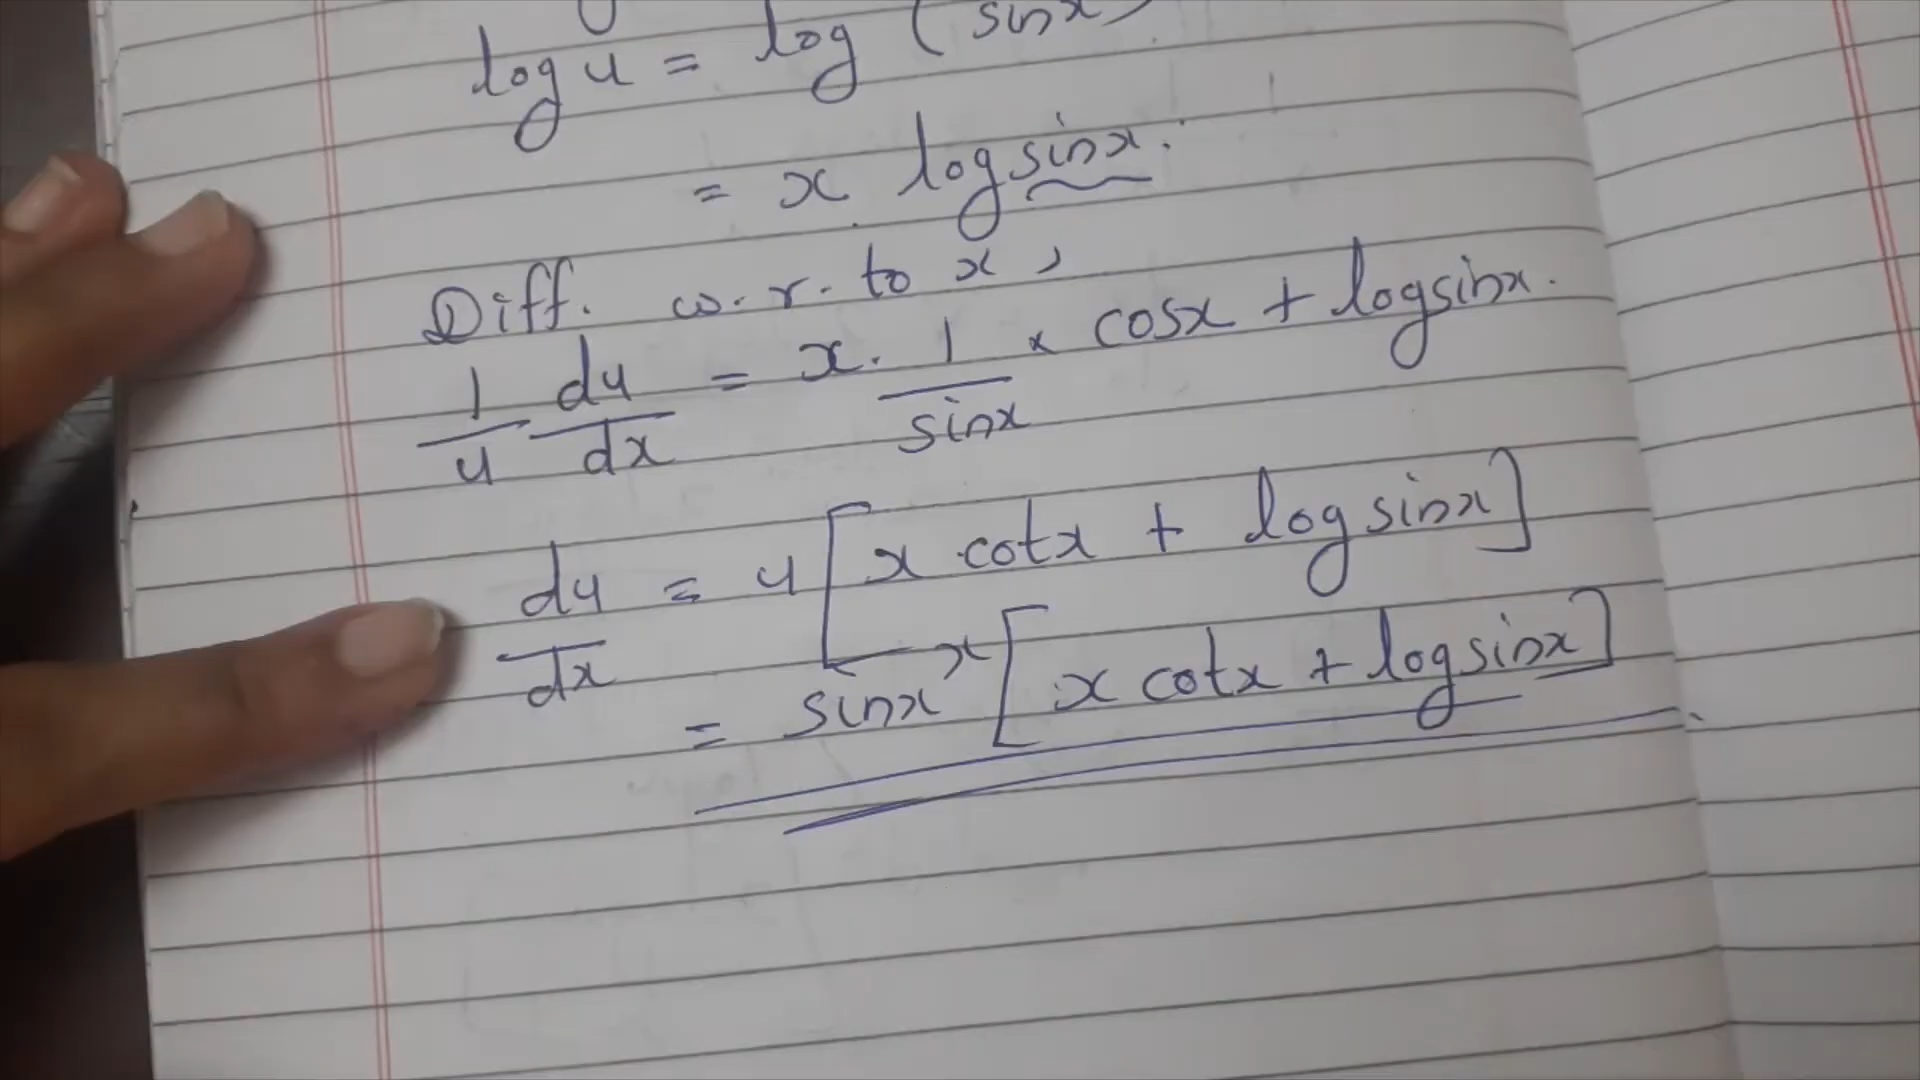 log u = log (sinx)
= x log sinx.
Diff. w.r. to x,
1/u du/dx = x. 1/sinx × cosx + log sinx.
du/dx = u [x cotx + log sinx]
= sinx^x [x cotx + log sinx]